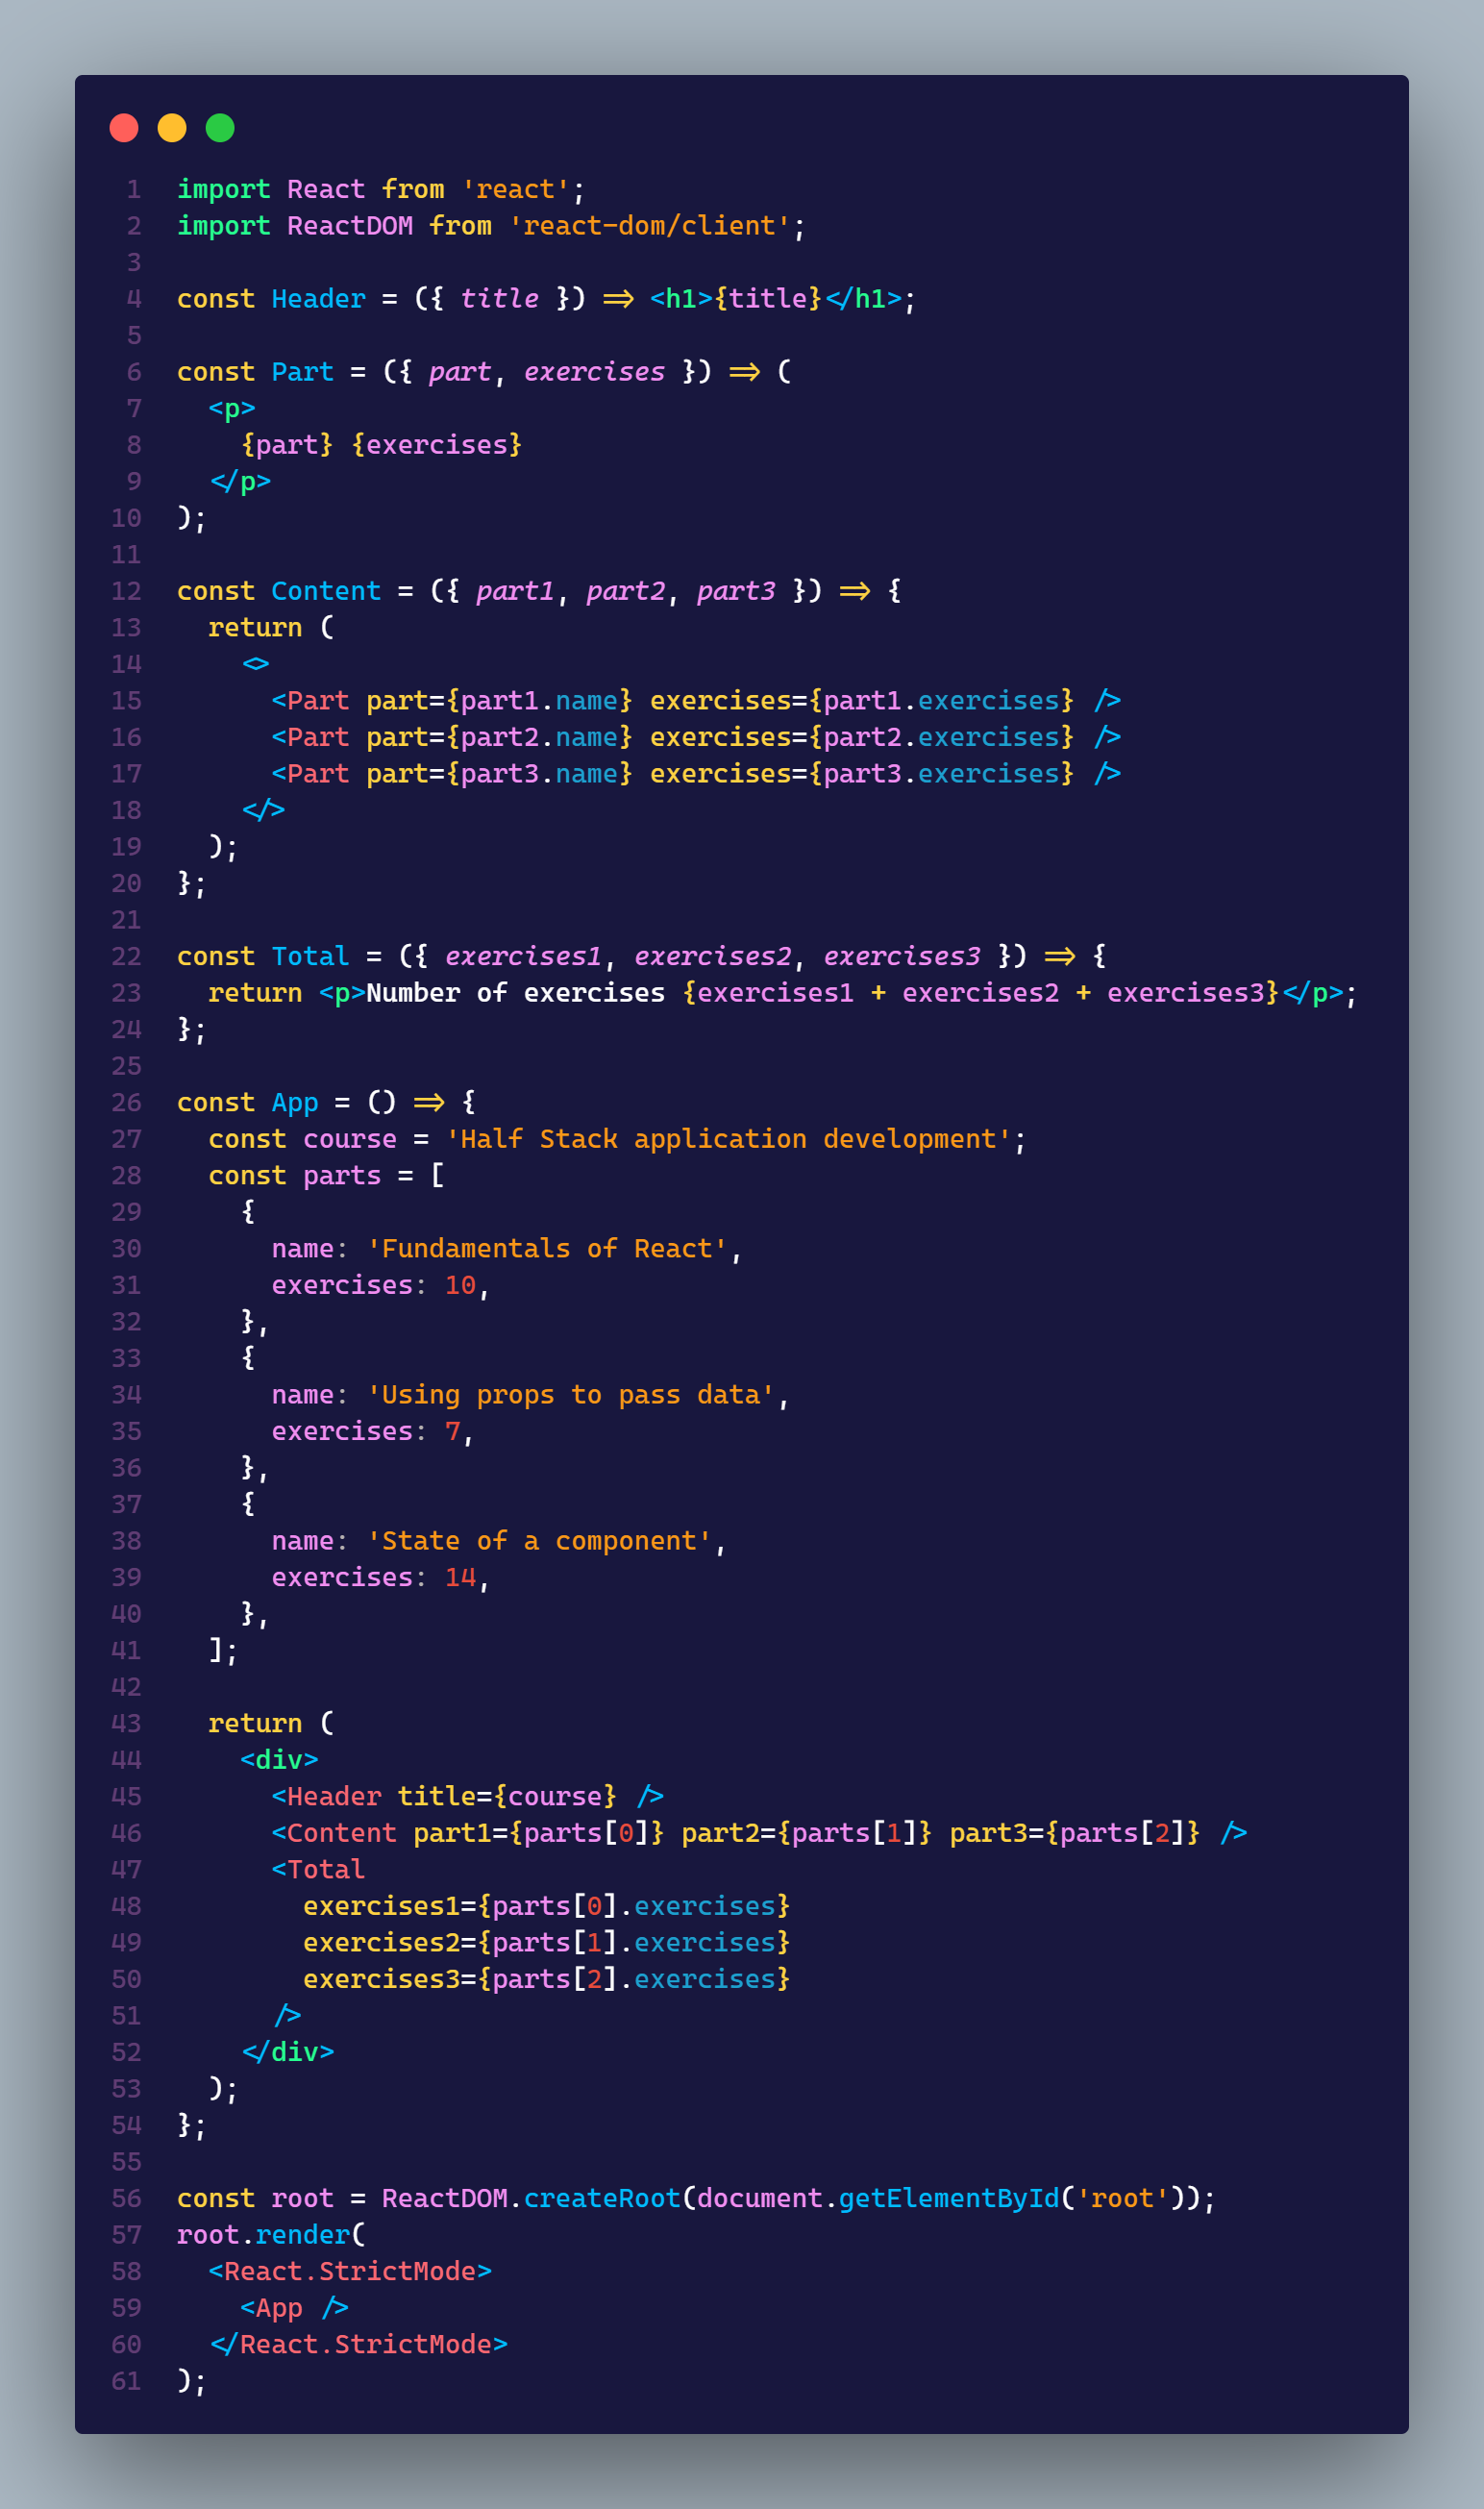 1 import React from 'react';
2 import ReactDOM from 'react-dom/client';
3
4 const Header = ({ title }) => <h1>{title}</h1>;
5
6 const Part = ({ part, exercises }) => (
7   <p>
8     {part} {exercises}
9   </p>
10 );
11
12 const Content = ({ part1, part2, part3 }) => {
13   return (
14     <>
15       <Part part={part1.name} exercises={part1.exercises} />
16       <Part part={part2.name} exercises={part2.exercises} />
17       <Part part={part3.name} exercises={part3.exercises} />
18     </>
19   );
20 };
21
22 const Total = ({ exercises1, exercises2, exercises3 }) => {
23   return <p>Number of exercises {exercises1 + exercises2 + exercises3}</p>;
24 };
25
26 const App = () => {
27   const course = 'Half Stack application development';
28   const parts = [
29     {
30       name: 'Fundamentals of React',
31       exercises: 10,
32     },
33     {
34       name: 'Using props to pass data',
35       exercises: 7,
36     },
37     {
38       name: 'State of a component',
39       exercises: 14,
40     },
41   ];
42
43   return (
44     <div>
45       <Header title={course} />
46       <Content part1={parts[0]} part2={parts[1]} part3={parts[2]} />
47       <Total
48         exercises1={parts[0].exercises}
49         exercises2={parts[1].exercises}
50         exercises3={parts[2].exercises}
51       />
52     </div>
53   );
54 };
55
56 const root = ReactDOM.createRoot(document.getElementById('root'));
57 root.render(
58   <React.StrictMode>
59     <App />
60   </React.StrictMode>
61 );